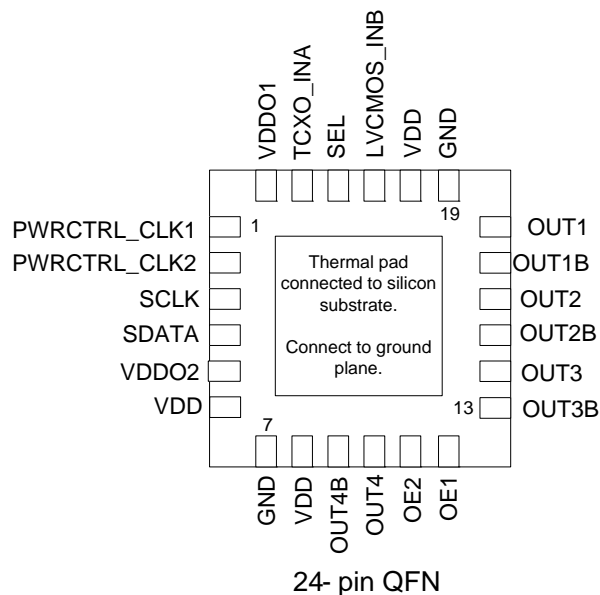 VDDO1
TCXO_INA
SEL
LVCMOS_INB
VDD
GND
19
PWRCTRL_CLK1
PWRCTRL_CLK2
SCLK
SDATA
VDDO2
VDD
1
Thermal pad
connected to silicon
substrate.
Connect to ground
plane.
OUT1
OUT1B
OUT2
OUT2B
OUT3
OUT3B
13
7
GND
VDD
OUT4B
OUT4
OE2
OE1
24- pin QFN